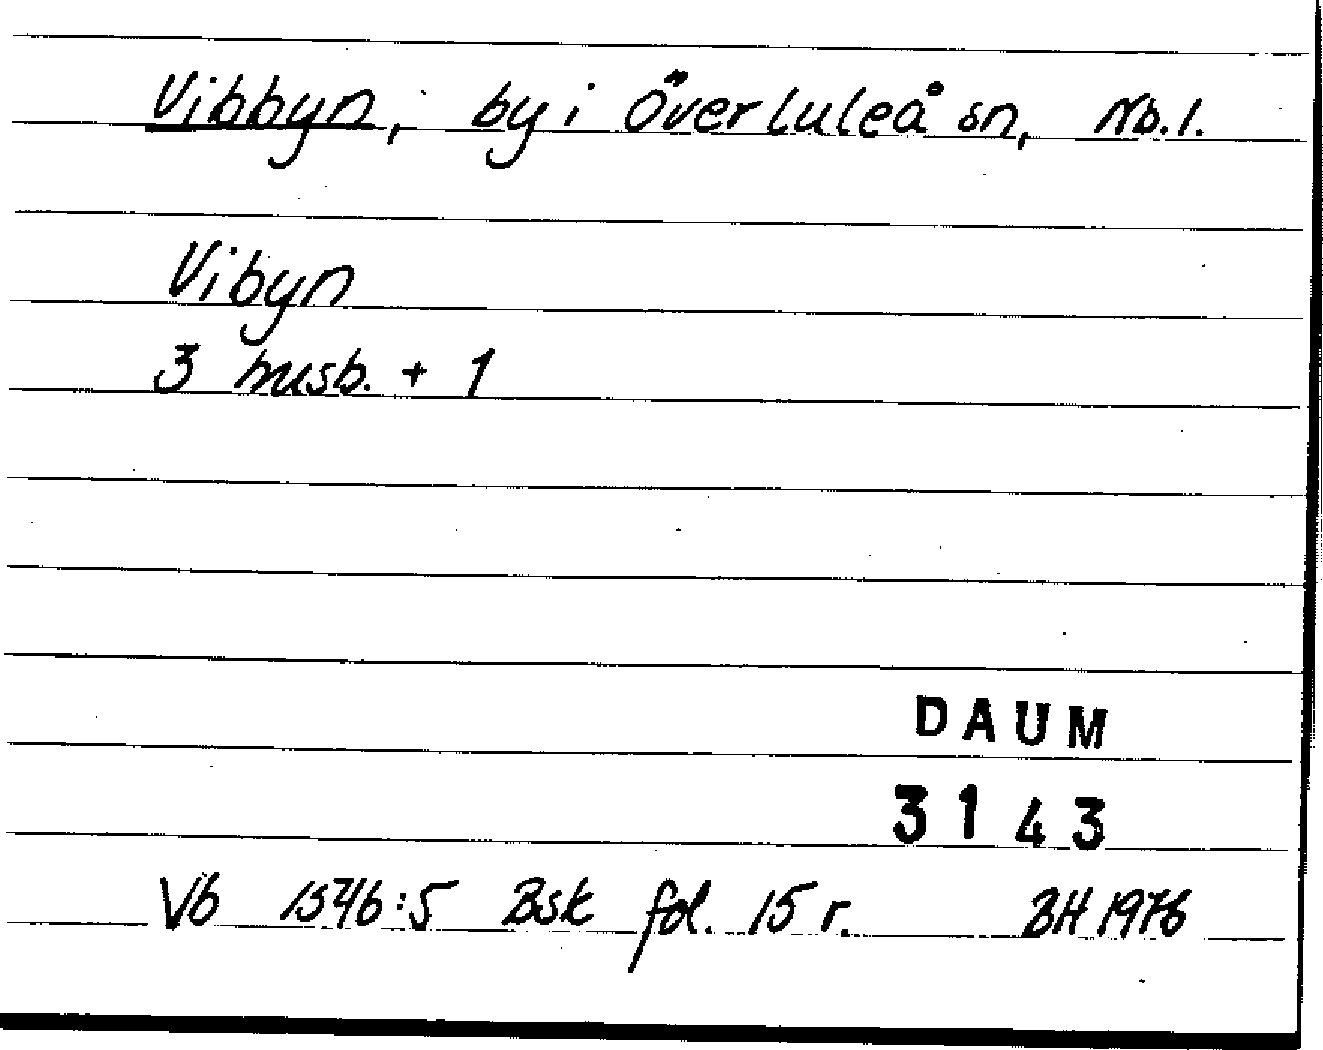 Vibbyn, by i Överluleå sn, Nb.l.
Vibyn
3 husb. + 1
DAUM
3143
Vb 1546:5 Bsk fol. 15 r. BH 1976